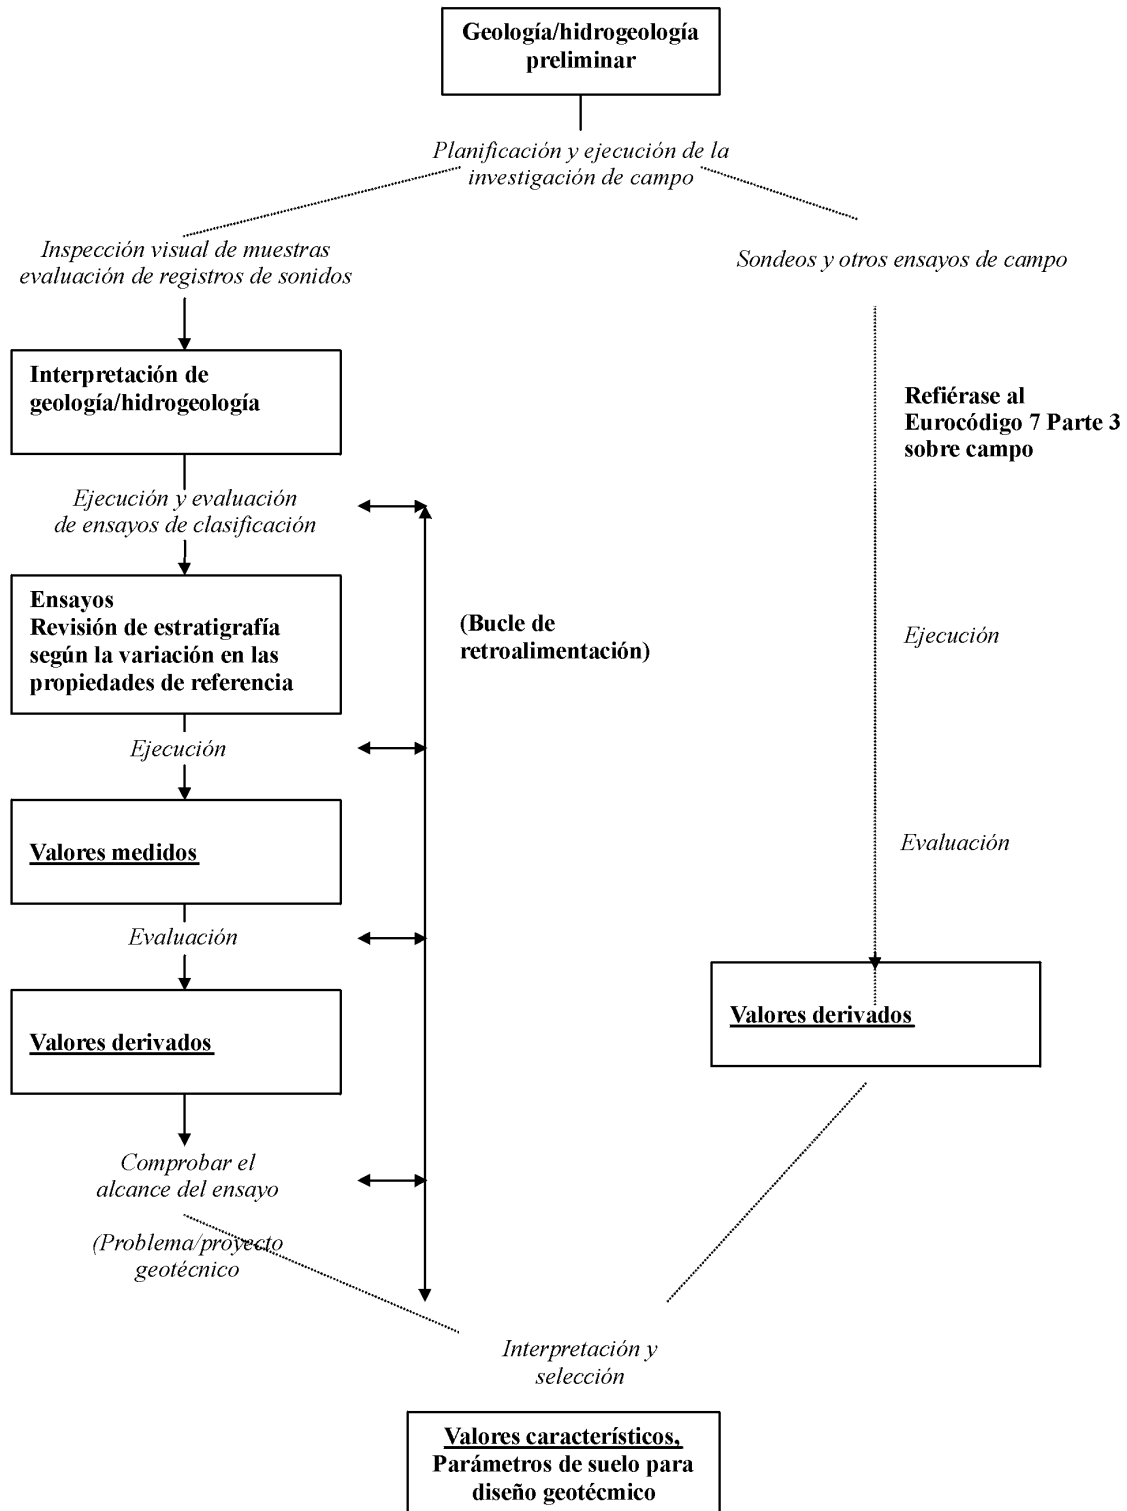 Geología/hidrogeología
preliminar
Planificación y ejecución de la
investigación de campo
Inspección visual de muestras
evaluación de registros de sonidos
Sondeos y otros ensayos de campo
Interpretación de
geología/hidrogeología
Refiérase al
Eurocódigo 7 Parte 3
sobre campo
Ejecución y evaluación
de ensayos de clasificación
Ensayos
Revisión de estratigrafía
según la variación en las
propiedades de referencia
(Bucle de
retroalimentación)
Ejecución
Ejecución
Valores medidos
Evaluación
Evaluación
Valores derivados
Valores derivados
Comprobar el
alcance del ensayo
(Problema/proyecto
geotécnico
Interpretación y
selección
Valores característicos,
Parámetros de suelo para
diseño geotécmico